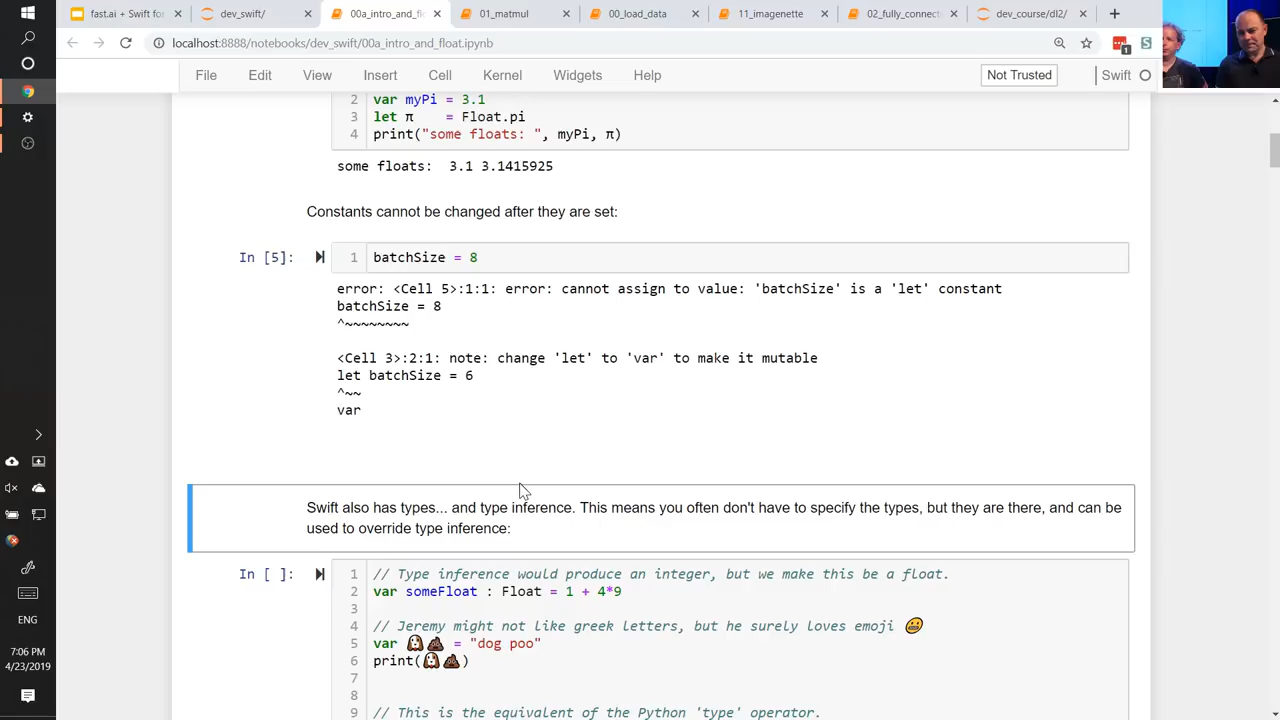 fast.ai - Swift for
dev_swift/
00a_intro_and_flo
01_matmul
00_load_data
11_imagenette
02_fully_connect
dev_course/dl2/
localhost:8888/notebooks/dev_swift/00a_intro_and_float.ipynb
1
S
File Edit View Insert Cell Kernel Widgets Help
Not Trusted
Swift
2 var myPi = 3.1
3 let π = Float.pi
4 print("some floats: ", myPi, π)
some floats: 3.1 3.1415925
Constants cannot be changed after they are set:
In [5]:
1 batchSize = 8
error: <Cell 5>:1:1: error: cannot assign to value: 'batchSize' is a 'let' constant
batchSize = 8
^~~~~~~~~
<Cell 3>:2:1: note: change 'let' to 'var' to make it mutable
let batchSize = 6
^~~
var
Swift also has types... and type inference. This means you often don't have to specify the types, but they are there, and can be
used to override type inference:
In [ ]:
1 // Type inference would produce an integer, but we make this be a float.
2 var someFloat : Float = 1 + 4*9
3
4 // Jeremy might not like greek letters, but he surely loves emoji 😀
5 var 🐶💩 = "dog poo"
6 print(🐶💩)
7
8
9 // This is the equivalent of the Python 'type' operator.
ENG
7:06 PM
4/23/2019